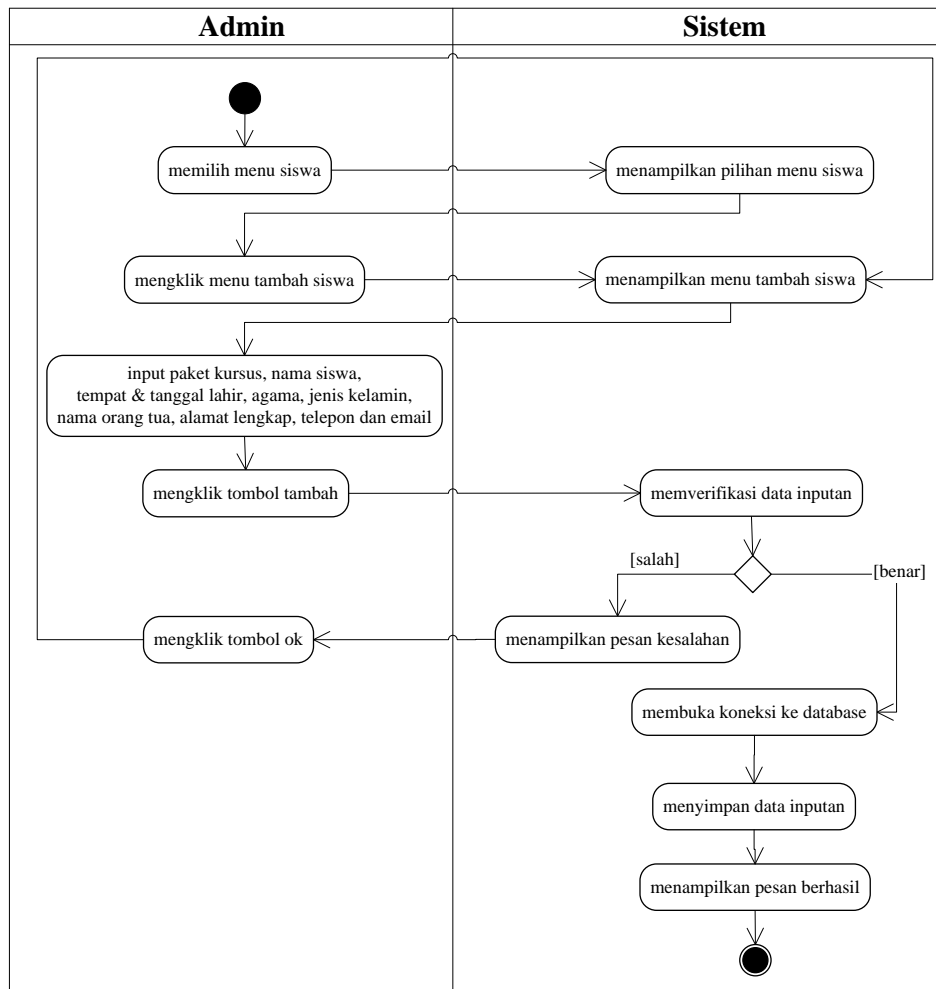 Admin
Sistem
memilih menu siswa
menampilkan pilihan menu siswa
mengklik menu tambah siswa
menampilkan menu tambah siswa
input paket kursus, nama siswa,
tempat & tanggal lahir, agama, jenis kelamin,
nama orang tua, alamat lengkap, telepon dan email
mengklik tombol tambah
memverifikasi data inputan
[salah]
[benar]
mengklik tombol ok
menampilkan pesan kesalahan
membuka koneksi ke database
menyimpan data inputan
menampilkan pesan berhasil